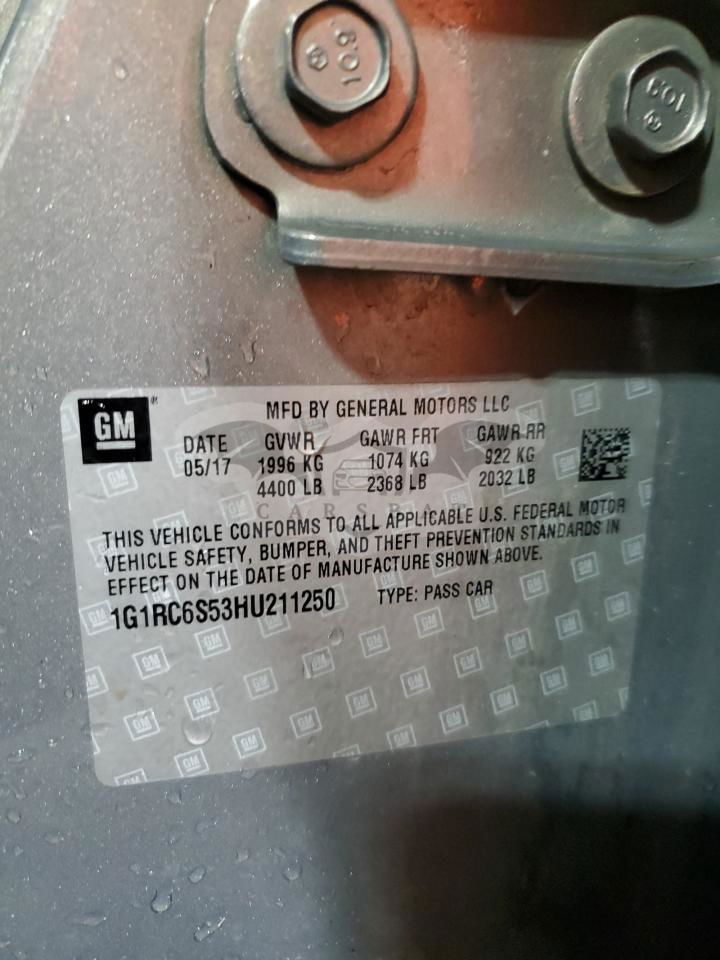 10.9
10.9
GM
MFD BY GENERAL MOTORS LLC
DATE GVWR GAWR FRT GAWR RR
05/17 1996 KG 1074 KG 922 KG
4400 LB 2368 LB 2032 LB
CARSBA
THIS VEHICLE CONFORMS TO ALL APPLICABLE U.S. FEDERAL MOTOR
VEHICLE SAFETY, BUMPER, AND THEFT PREVENTION STANDARDS IN
EFFECT ON THE DATE OF MANUFACTURE SHOWN ABOVE.
1G1RC6S53HU211250 TYPE: PASS CAR